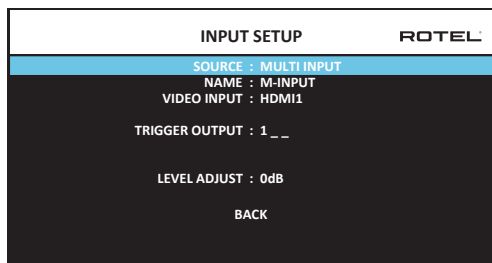 INPUT SETUP ROTEL
SOURCE : MULTI INPUT
NAME : M-INPUT
VIDEO INPUT : HDMI1
TRIGGER OUTPUT : 1 _ _
LEVEL ADJUST : 0dB
BACK